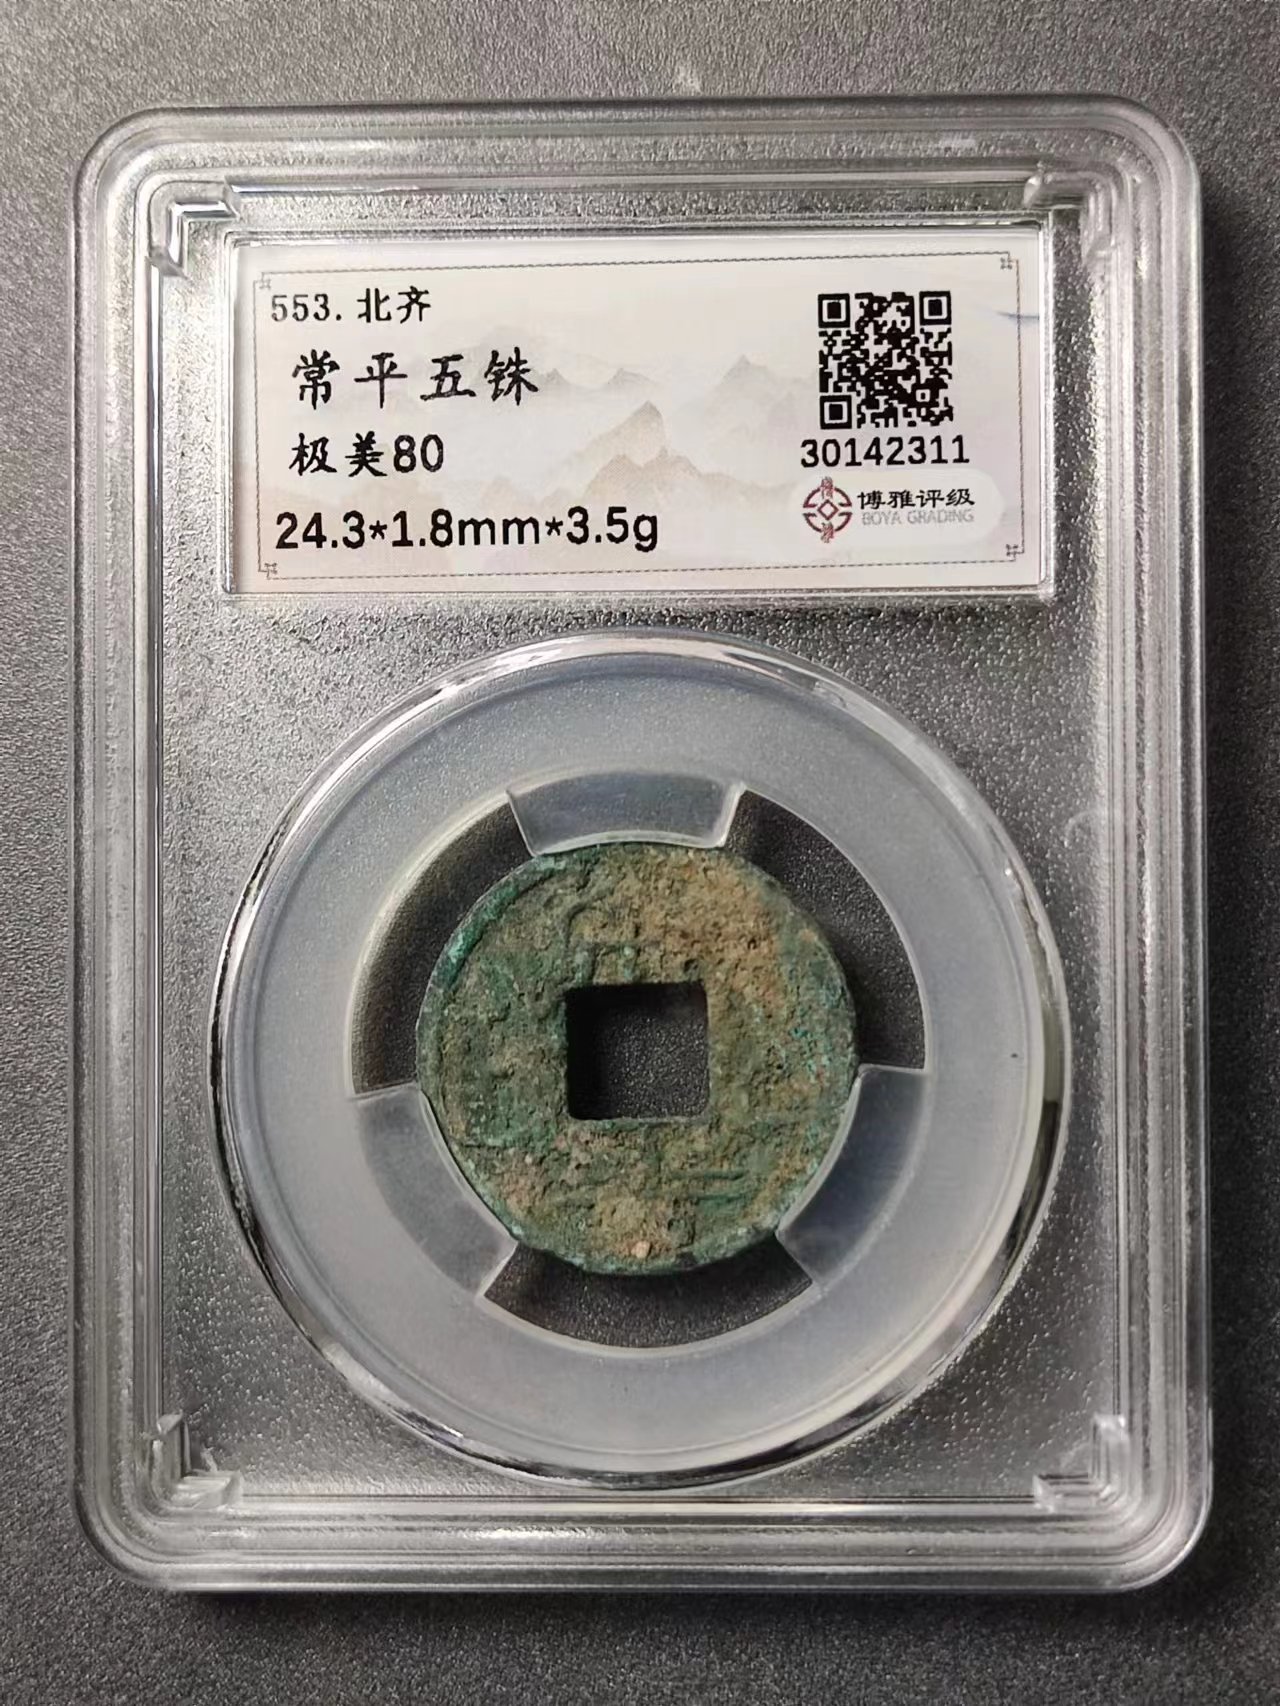 553.北齐
常平五铢
极美80
24.3*1.8mm*3.5g
30142311
博雅评级
BOYA GRADING